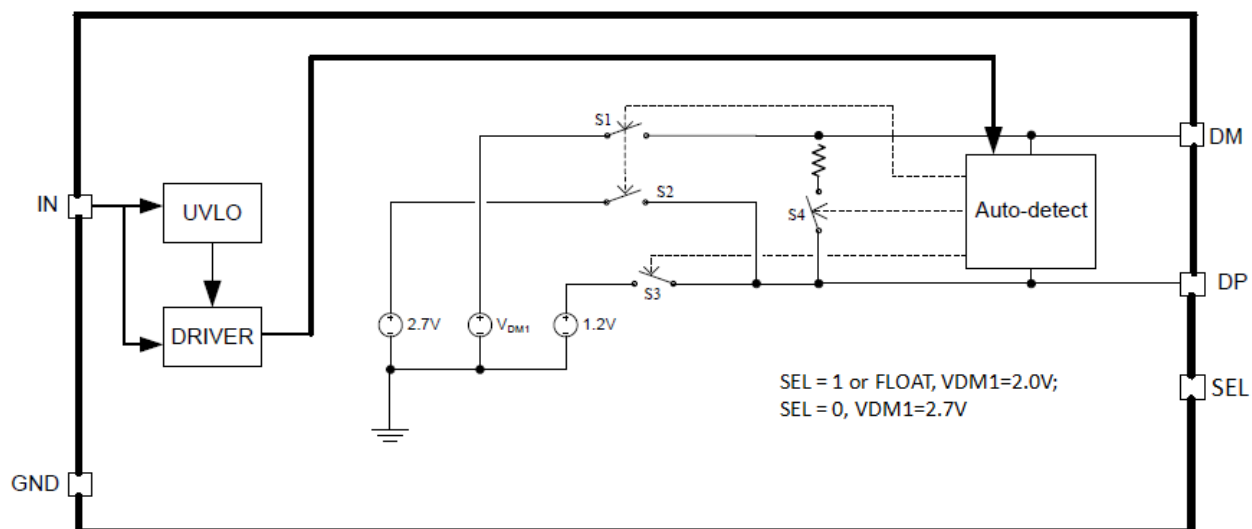 S1
DM
IN
UVLO
S2
S4
Auto-detect
S3
DP
DRIVER
2.7V
VDM1
1.2V
SEL = 1 or FLOAT, VDM1=2.0V;
SEL = 0, VDM1=2.7V
SEL
GND